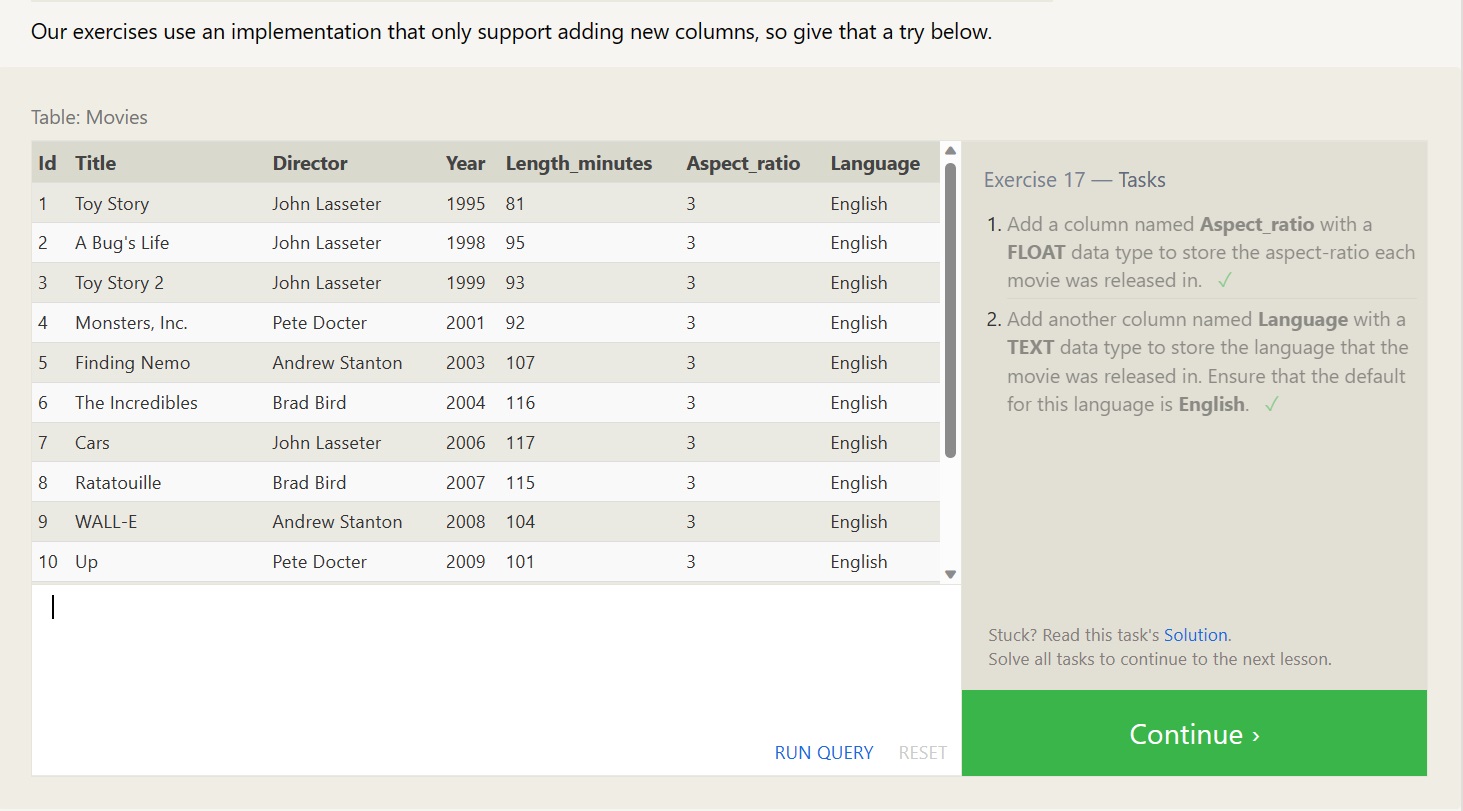 Our exercises use an implementation that only support adding new columns, so give that a try below.
Table: Movies
Id Title Director Year Length_minutes Aspect_ratio Language
1 Toy Story John Lasseter 1995 81 3 English
2 A Bug's Life John Lasseter 1998 95 3 English
3 Toy Story 2 John Lasseter 1999 93 3 English
4 Monsters, Inc. Pete Docter 2001 92 3 English
5 Finding Nemo Andrew Stanton 2003 107 3 English
6 The Incredibles Brad Bird 2004 116 3 English
7 Cars John Lasseter 2006 117 3 English
8 Ratatouille Brad Bird 2007 115 3 English
9 WALL-E Andrew Stanton 2008 104 3 English
10 Up Pete Docter 2009 101 3 English
RUN QUERY RESET
Exercise 17 — Tasks
1. Add a column named Aspect_ratio with a
FLOAT data type to store the aspect-ratio each
movie was released in. ✓
2. Add another column named Language with a
TEXT data type to store the language that the
movie was released in. Ensure that the default
for this language is English. ✓
Stuck? Read this task's Solution.
Solve all tasks to continue to the next lesson.
Continue ›